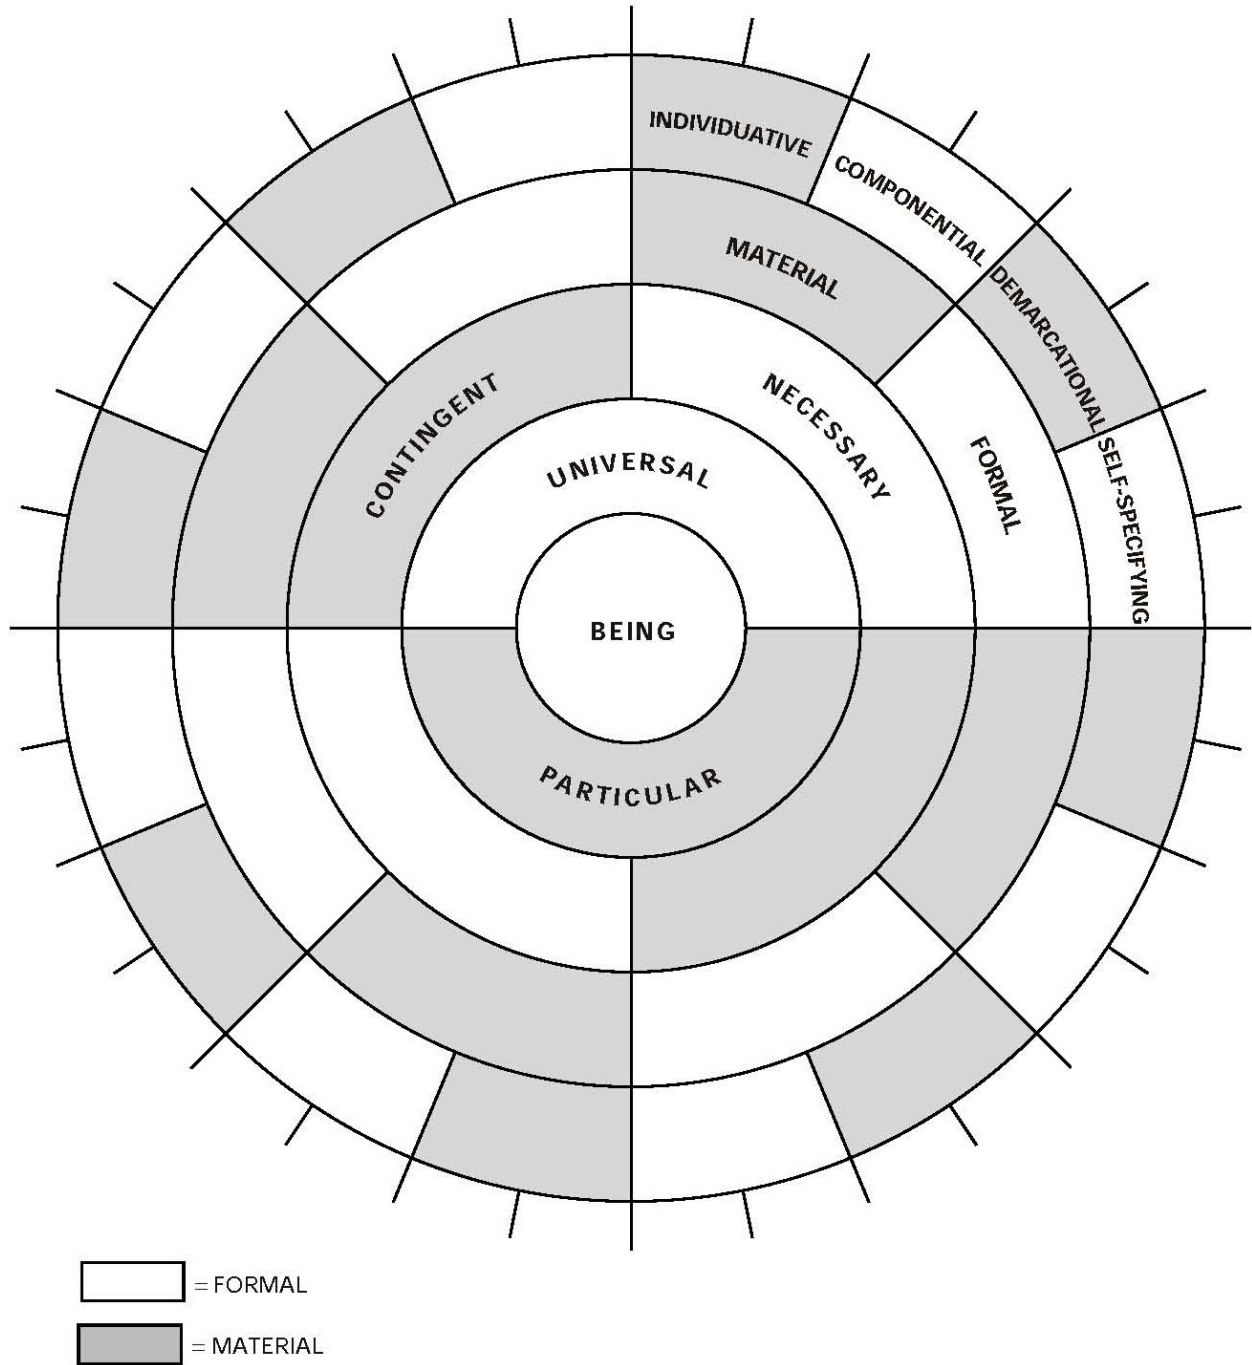 INDIVIDUATIVE
COMPONENTIAL
DEMARCATIONAL
SELF-SPECIFYING
MATERIAL
FORMAL
CONTINGENT
NECESSARY
UNIVERSAL
BEING
PARTICULAR
= FORMAL
= MATERIAL